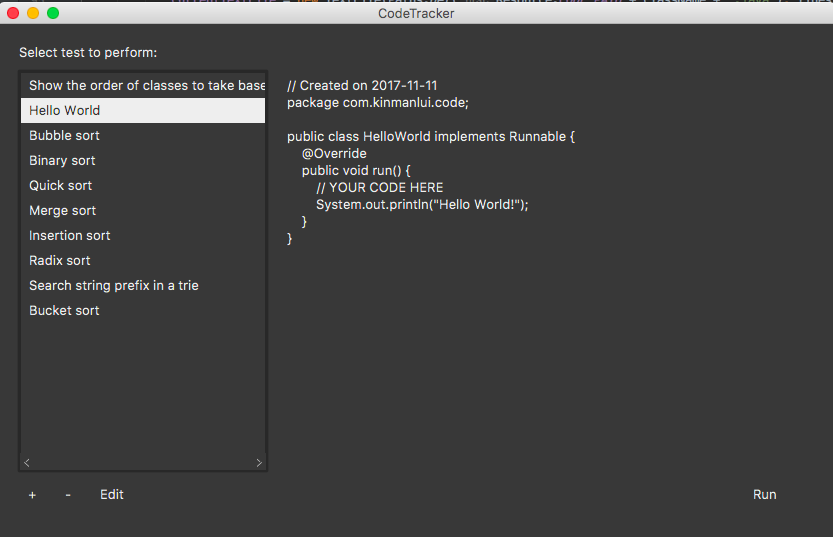 CodeTracker
Select test to perform:
Show the order of classes to take base
Hello World
Bubble sort
Binary sort
Quick sort
Merge sort
Insertion sort
Radix sort
Search string prefix in a trie
Bucket sort
// Created on 2017-11-11
package com.kinmanlui.code;
public class HelloWorld implements Runnable {
@Override
public void run() {
// YOUR CODE HERE
System.out.println("Hello World!");
}
}
+ - Edit
Run